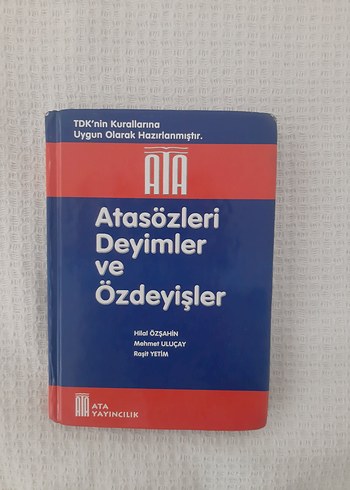 TDK'nin Kurallarına
Uygun Olarak Hazırlanmıştır.
ATA
Atasözleri
Deyimler
ve
Özdeyişler
Hilal ÖZŞAHİN
Mehmet ULUÇAY
Raşit YETİM
ATA
ATA
YAYINCILIK